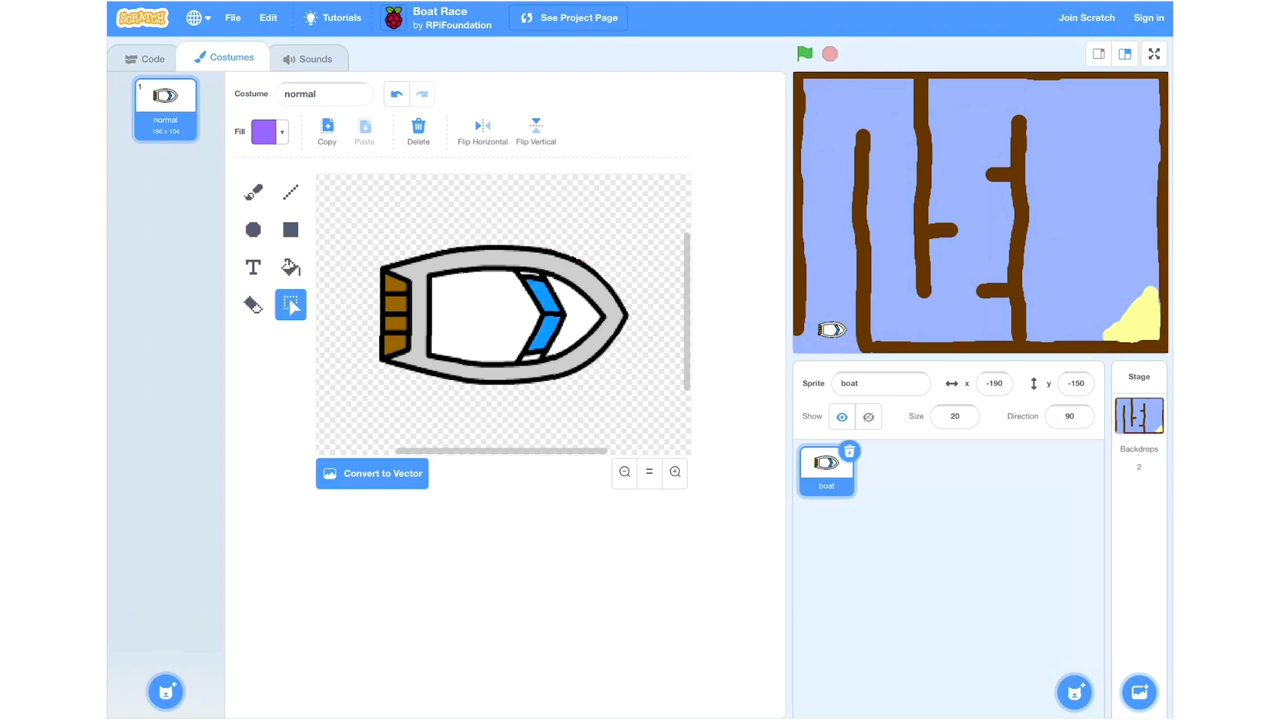 SCRATCH
File
Edit
Tutorials
Boat Race
by RPiFoundation
See Project Page
Join Scratch
Sign in
Code
Costumes
Sounds
1
normal
186 x 104
Costume
normal
Fill
Copy
Paste
Delete
Flip Horizontal
Flip Vertical
T
Convert to Vector
Sprite
boat
x
-190
y
-150
Show
Size
20
Direction
90
boat
Stage
Backdrops
2